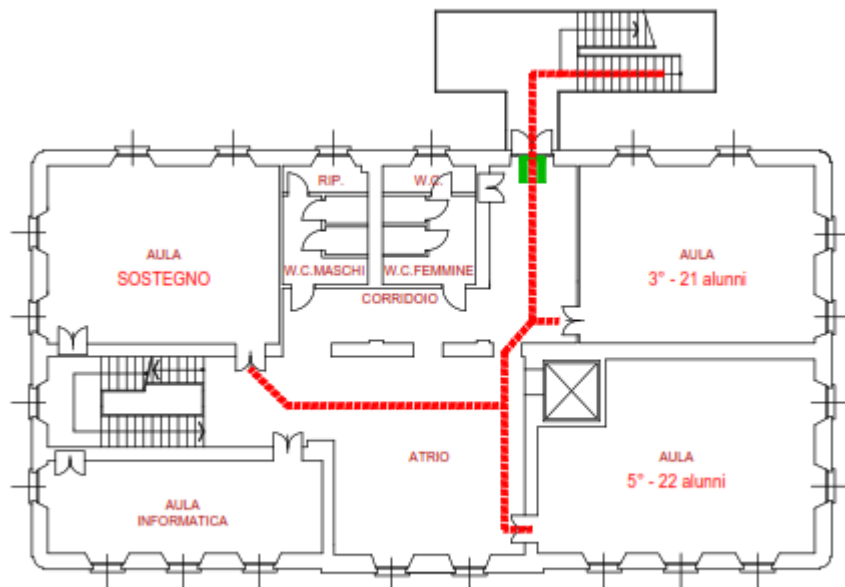 RIP.
W.C.
AULA
SOSTEGNO
W.C.MASCHI
W.C.FEMMINE
CORRIDOIO
AULA
3° - 21 alunni
ATRIO
AULA
5° - 22 alunni
AULA
INFORMATICA